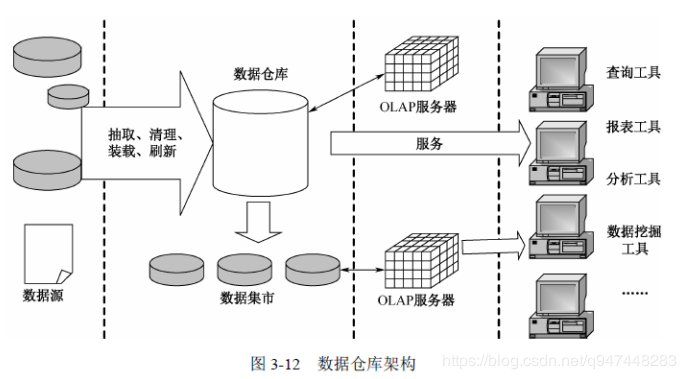 数据仓库
OLAP服务器
查询工具
抽取、清理、
装载、刷新
服务
报表工具
分析工具
数据挖掘
工具
数据源
数据集市
OLAP服务器
......
图 3-12 数据仓库架构
https://blog.csdn.net/q947448283